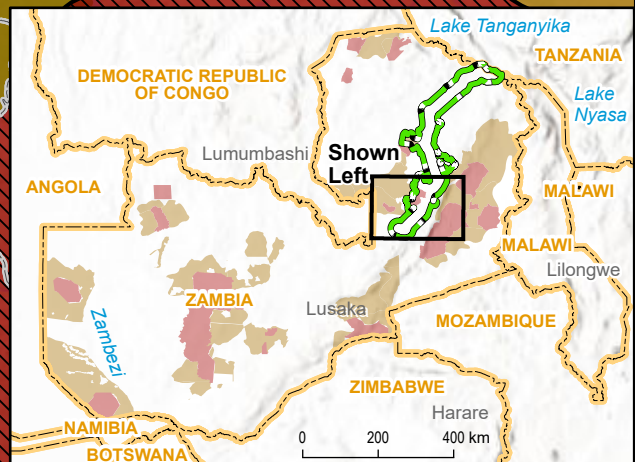 Lake Tanganyika
TANZANIA
DEMOCRATIC REPUBLIC
OF CONGO
Lake
Nyasa
Lumumbashi
Shown
Left
ANGOLA
MALAWI
MALAWI
Lilongwe
ZAMBIA
Lusaka
MOZAMBIQUE
Zambezi
ZIMBABWE
Harare
NAMIBIA
BOTSWANA
0 200 400 km